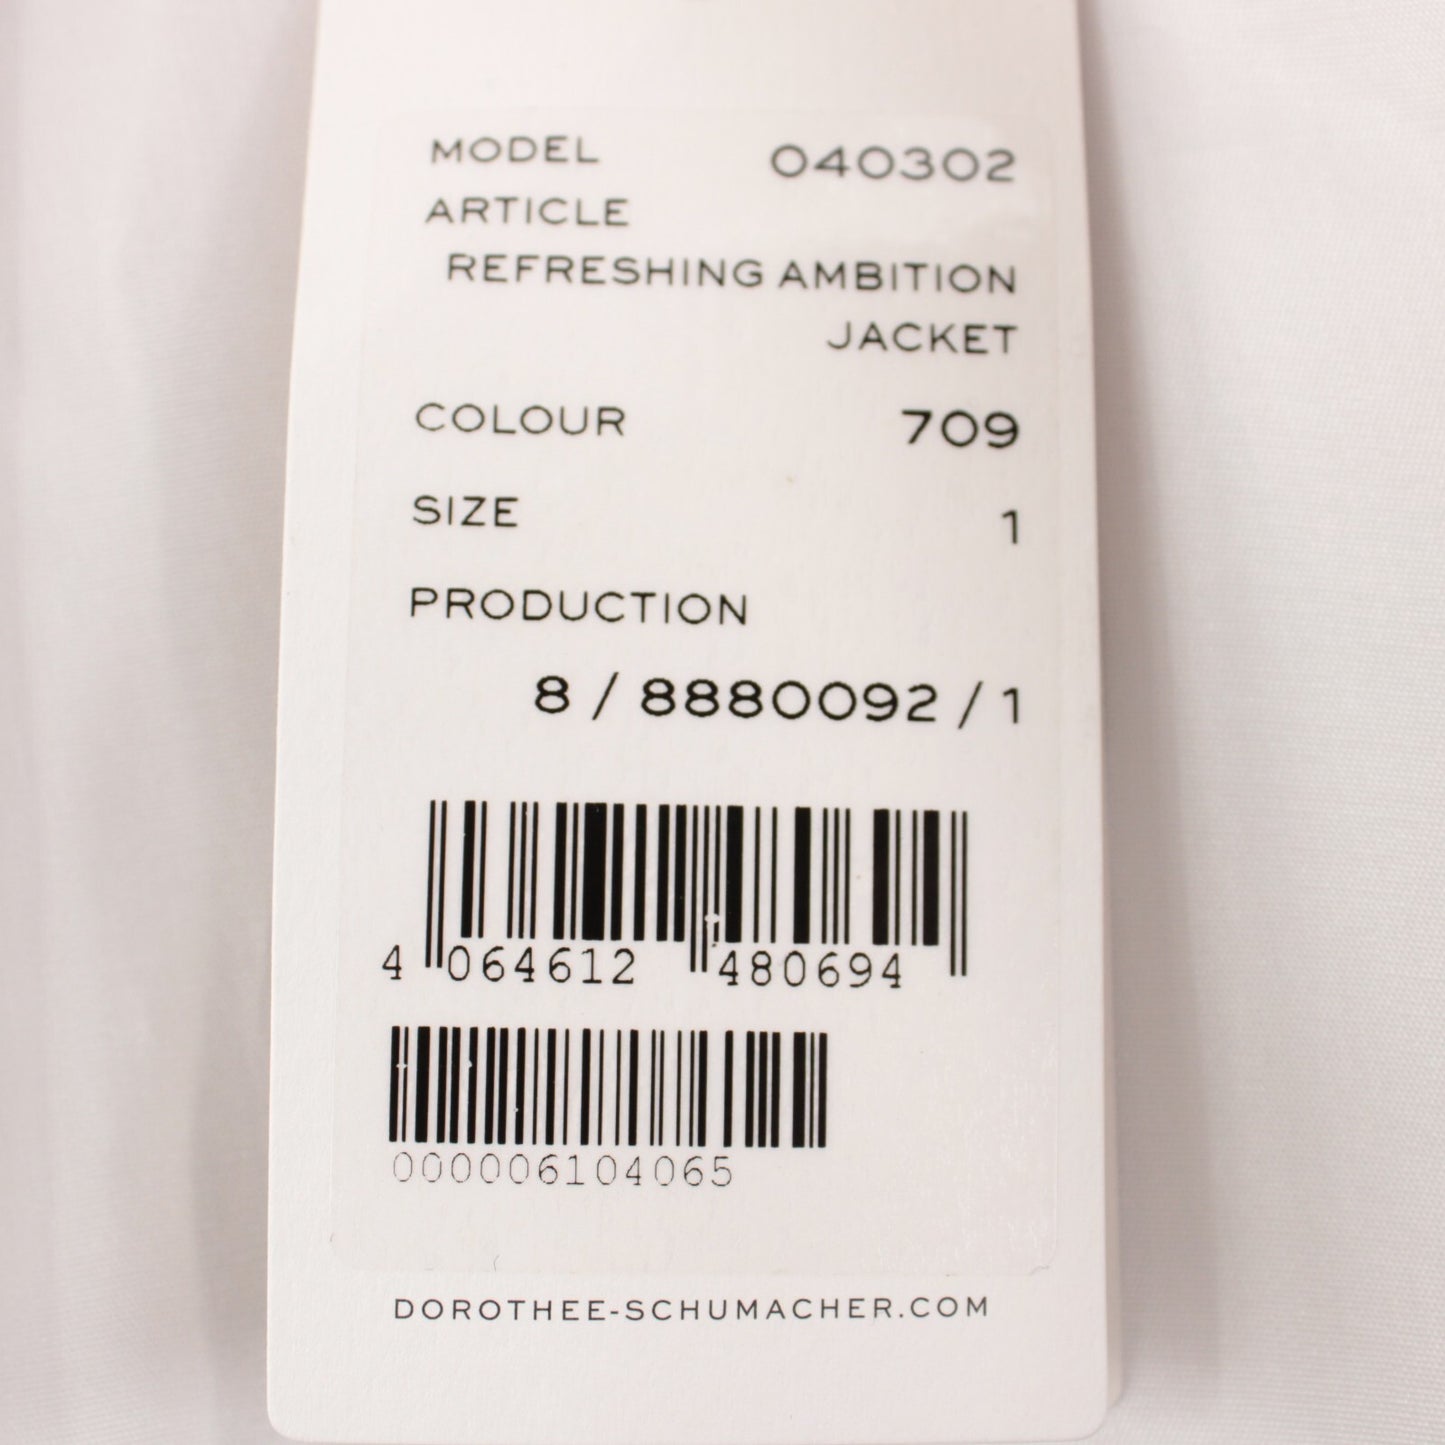 MODEL 040302
ARTICLE
REFRESHING AMBITION
JACKET
COLOUR 709
SIZE 1
PRODUCTION
8 / 8880092 / 1
4 064612 480694
000006104065
DOROTHEE-SCHUMACHER.COM